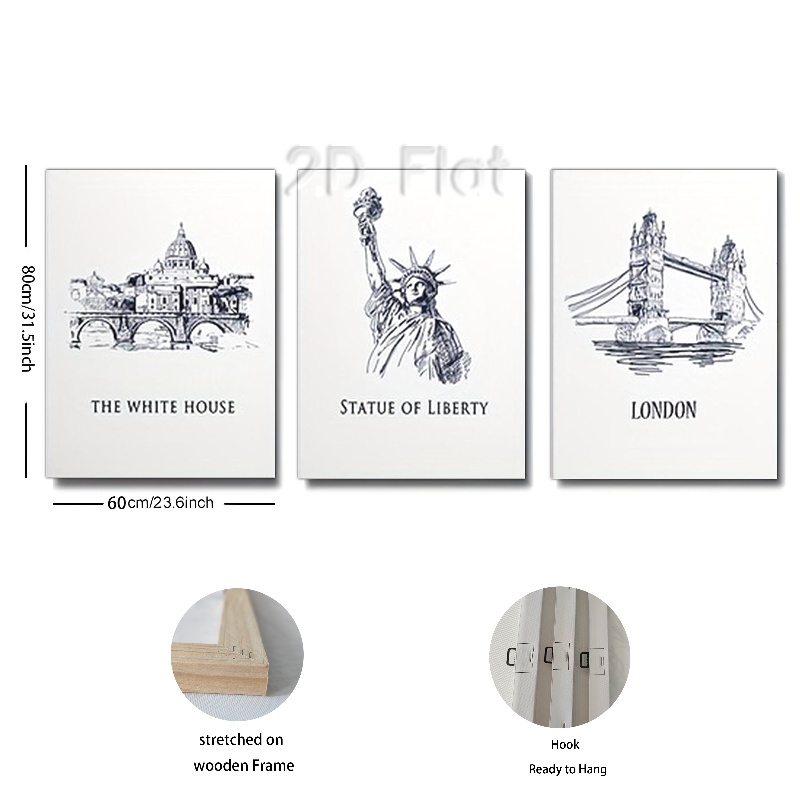 2D Flat
80cm/31.5inch
THE WHITE HOUSE
STATUE OF LIBERTY
LONDON
60cm/23.6inch
stretched on
wooden Frame
Hook
Ready to Hang